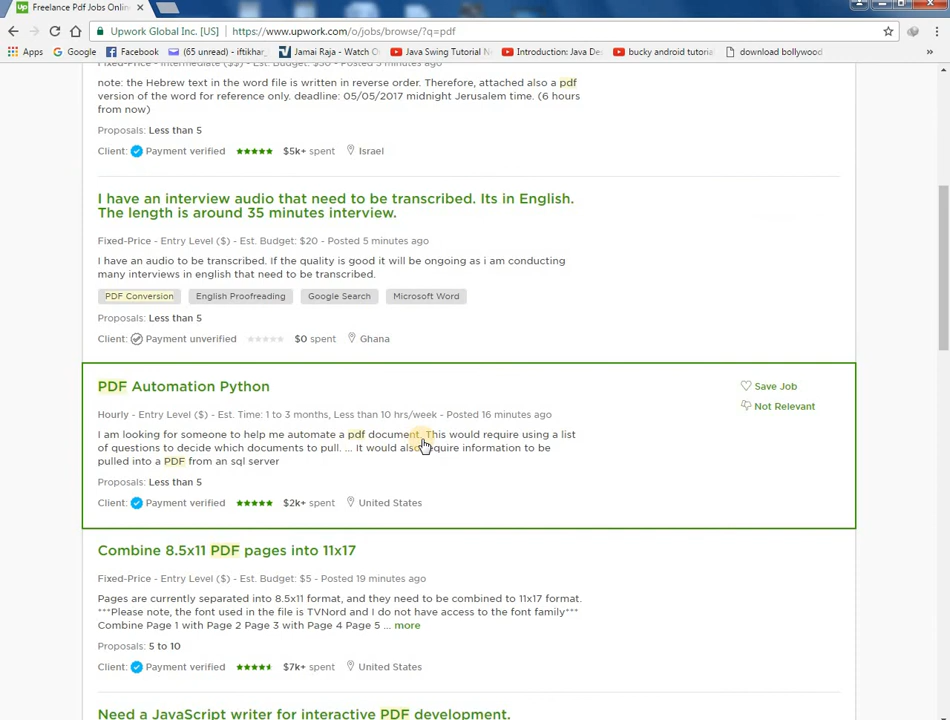 Freelance Pdf Jobs Onlin
Upwork Global Inc. [US] https://www.upwork.com/o/jobs/browse/?q=pdf
Apps Google Facebook (65 unread) - iftikhar Jamai Raja - Watch O Java Swing Tutorial N Introduction: Java De bucky android tutoria download bollywood
note: the Hebrew text in the word file is written in reverse order. Therefore, attached also a pdf
version of the word for reference only. deadline: 05/05/2017 midnight Jerusalem time. (6 hours
from now)
Proposals: Less than 5
Client: Payment verified $5k+ spent Israel
I have an interview audio that need to be transcribed. Its in English.
The length is around 35 minutes interview.
Fixed-Price - Entry Level ($) - Est. Budget: $20 - Posted 5 minutes ago
I have an audio to be transcribed. If the quality is good it will be ongoing as i am conducting
many interviews in english that need to be transcribed.
PDF Conversion English Proofreading Google Search Microsoft Word
Proposals: Less than 5
Client: Payment unverified $0 spent Ghana
PDF Automation Python
Save Job
Not Relevant
Hourly - Entry Level ($) - Est. Time: 1 to 3 months, Less than 10 hrs/week - Posted 16 minutes ago
I am looking for someone to help me automate a pdf document. This would require using a list
of questions to decide which documents to pull. ... It would also require information to be
pulled into a PDF from an sql server
Proposals: Less than 5
Client: Payment verified $2k+ spent United States
Combine 8.5x11 PDF pages into 11x17
Fixed-Price - Entry Level ($) - Est. Budget: $5 - Posted 19 minutes ago
Pages are currently separated into 8.5x11 format, and they need to be combined to 11x17 format.
***Please note, the font used in the file is TVNord and I do not have access to the font family***
Combine Page 1 with Page 2 Page 3 with Page 4 Page 5 ... more
Proposals: 5 to 10
Client: Payment verified $7k+ spent United States
Need a JavaScript writer for interactive PDF development.